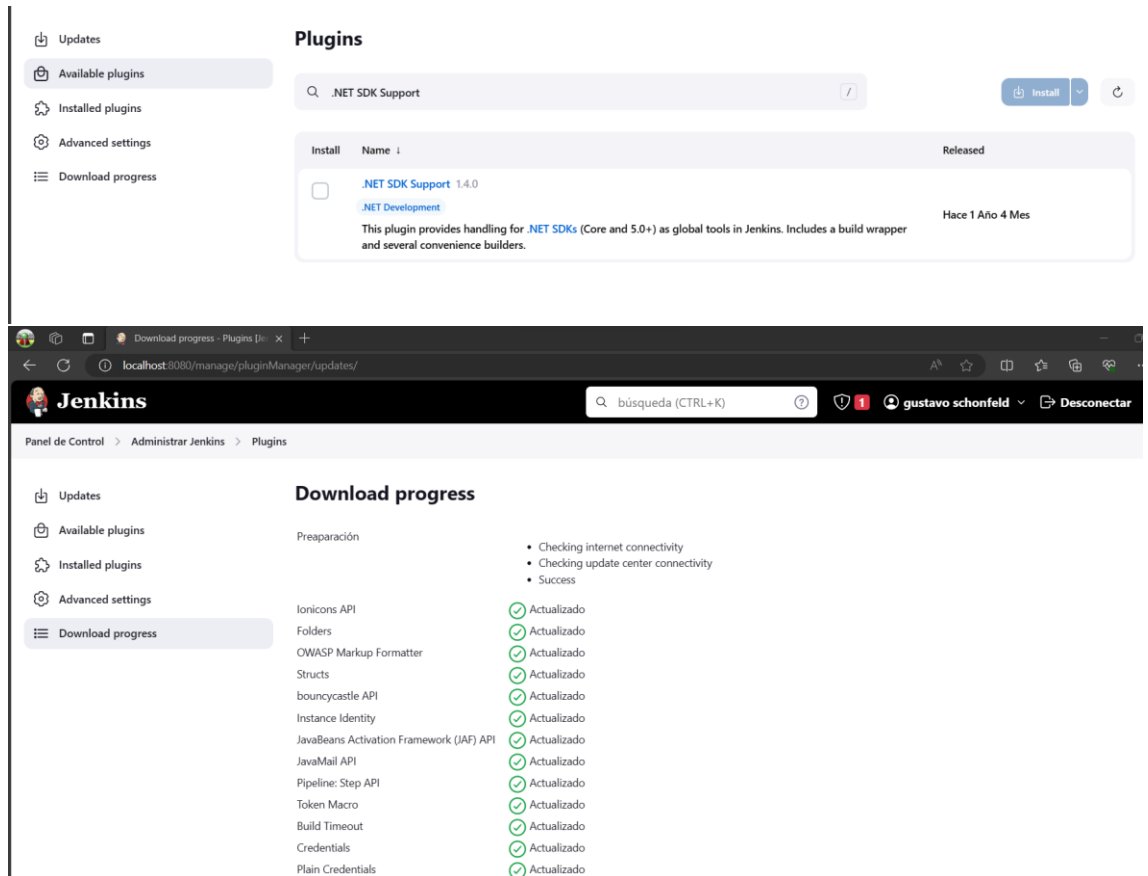 Updates
Available plugins
Installed plugins
Advanced settings
Download progress
Plugins
.NET SDK Support
/
Install
Install Name ↓ Released
.NET SDK Support 1.4.0
.NET Development
This plugin provides handling for .NET SDKs (Core and 5.0+) as global tools in Jenkins. Includes a build wrapper
and several convenience builders.
Hace 1 Año 4 Mes
Download progress - Plugins [Je
localhost:8080/manage/pluginManager/updates/
Jenkins
búsqueda (CTRL+K)
1
gustavo schonfeld
Desconectar
Panel de Control > Administrar Jenkins > Plugins
Updates
Available plugins
Installed plugins
Advanced settings
Download progress
Download progress
Preaparación
• Checking internet connectivity
• Checking update center connectivity
• Success
Ionicons API Actualizado
Folders Actualizado
OWASP Markup Formatter Actualizado
Structs Actualizado
bouncycastle API Actualizado
Instance Identity Actualizado
JavaBeans Activation Framework (JAF) API Actualizado
JavaMail API Actualizado
Pipeline: Step API Actualizado
Token Macro Actualizado
Build Timeout Actualizado
Credentials Actualizado
Plain Credentials Actualizado